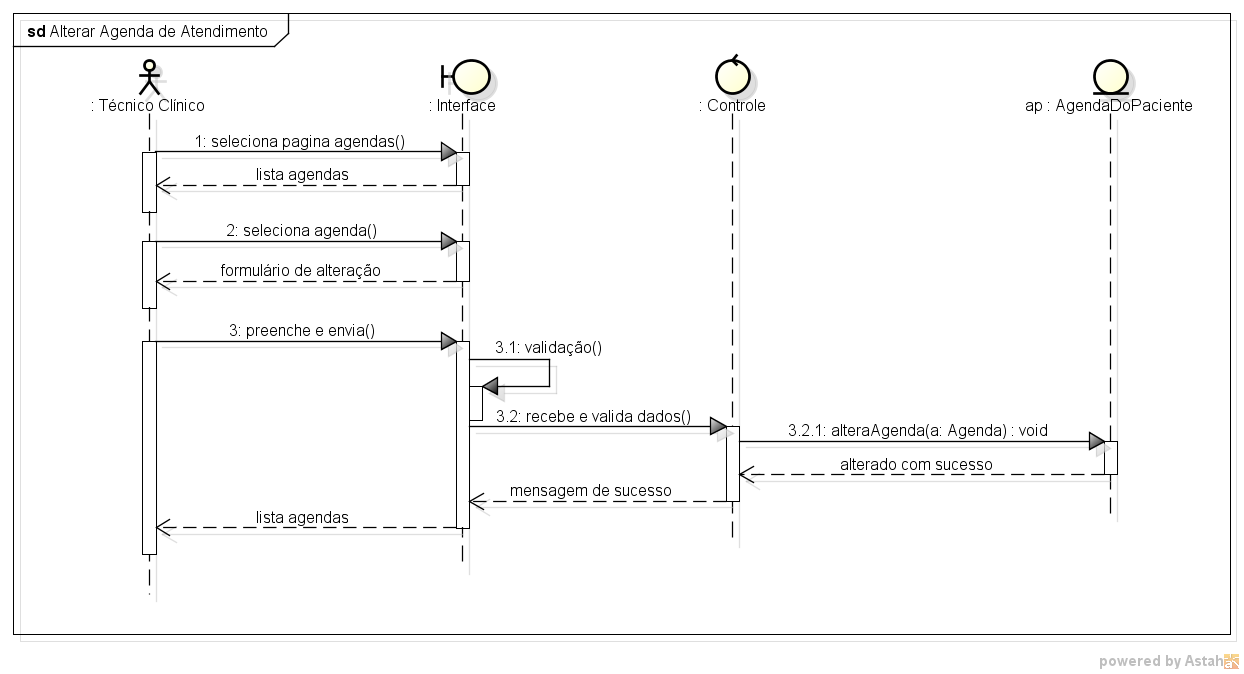 sd Alterar Agenda de Atendimento
: Técnico Clínico
: Interface
: Controle
ap : AgendaDoPaciente
1: seleciona pagina agendas()
lista agendas
2: seleciona agenda()
formulário de alteração
3: preenche e envia()
3.1: validação()
3.2: recebe e valida dados()
3.2.1: alteraAgenda(a: Agenda) : void
alterado com sucesso
mensagem de sucesso
lista agendas
powered by Astah